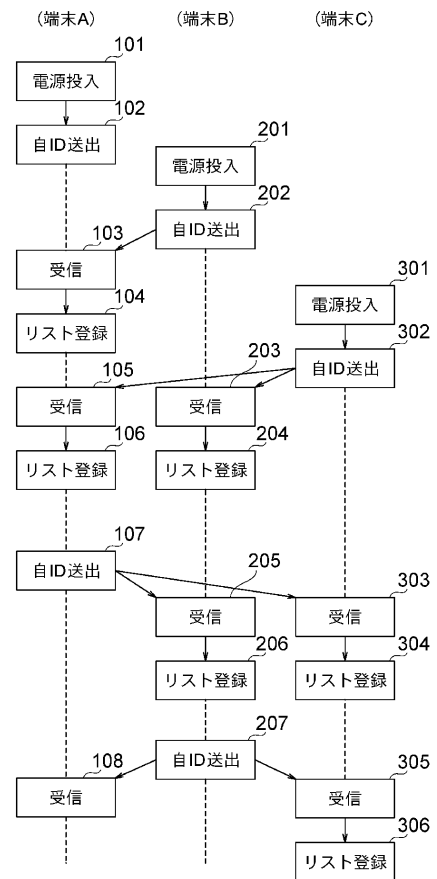 (端末A)
(端末B)
(端末C)
101
電源投入
102
自ID送出
201
電源投入
202
自ID送出
103
受信
104
リスト登録
301
電源投入
302
自ID送出
105
受信
203
受信
106
リスト登録
204
リスト登録
107
自ID送出
205
受信
303
受信
206
リスト登録
304
リスト登録
207
自ID送出
108
受信
305
受信
306
リスト登録